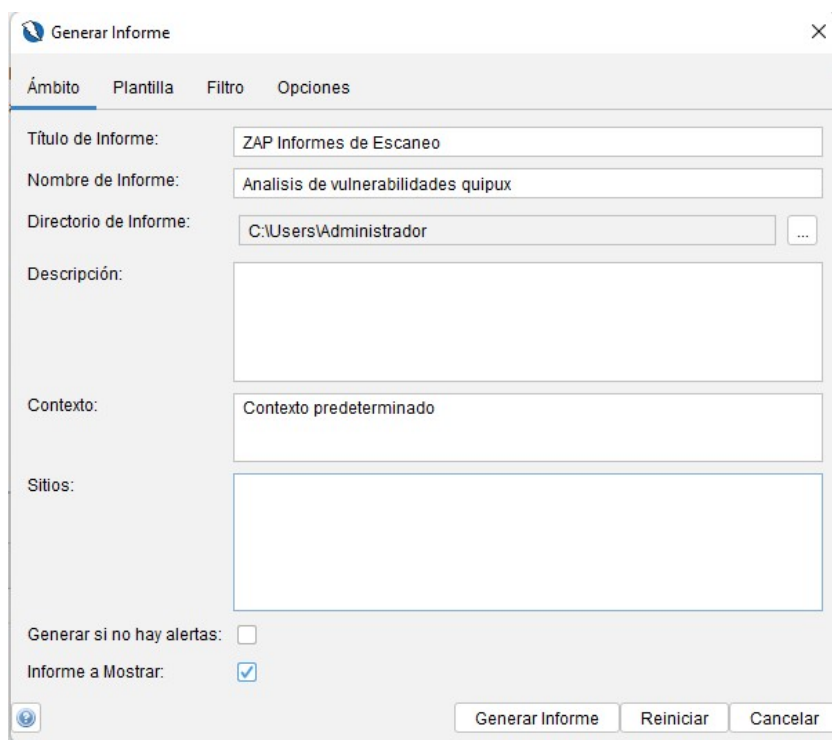 Generar Informe
Ámbito Plantilla Filtro Opciones
Título de Informe: ZAP Informes de Escaneo
Nombre de Informe: Analisis de vulnerabilidades quipux
Directorio de Informe: C:\Users\Administrador ...
Descripción:
Contexto: Contexto predeterminado
Sitios:
Generar si no hay alertas:
Informe a Mostrar:
Generar Informe Reiniciar Cancelar